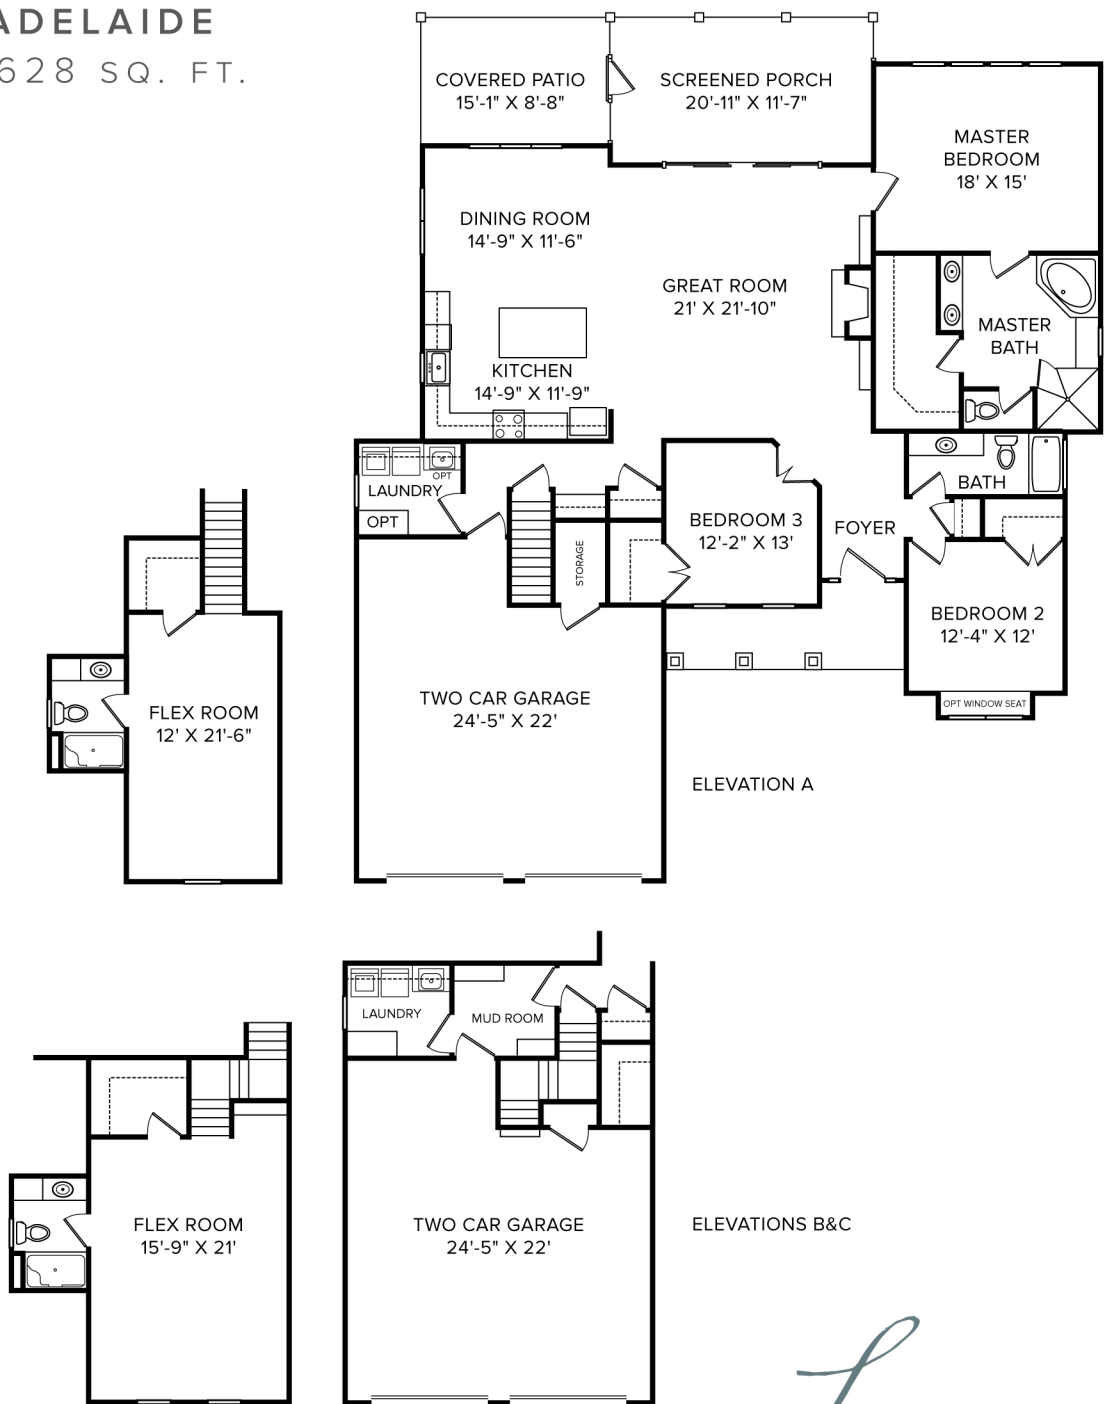 ADELAIDE
628 SQ. FT.
COVERED PATIO
15'-1" X 8'-8"
SCREENED PORCH
20'-11" X 11'-7"
MASTER
BEDROOM
18' X 15'
DINING ROOM
14'-9" X 11'-6"
GREAT ROOM
21' X 21'-10"
MASTER
BATH
KITCHEN
14'-9" X 11'-9"
OPT
LAUNDRY
OPT
BATH
BEDROOM 3
12'-2" X 13'
FOYER
STORAGE
BEDROOM 2
12'-4" X 12'
OPT WINDOW SEAT
TWO CAR GARAGE
24'-5" X 22'
FLEX ROOM
12' X 21'-6"
ELEVATION A
LAUNDRY
MUD ROOM
FLEX ROOM
15'-9" X 21'
TWO CAR GARAGE
24'-5" X 22'
ELEVATIONS B&C